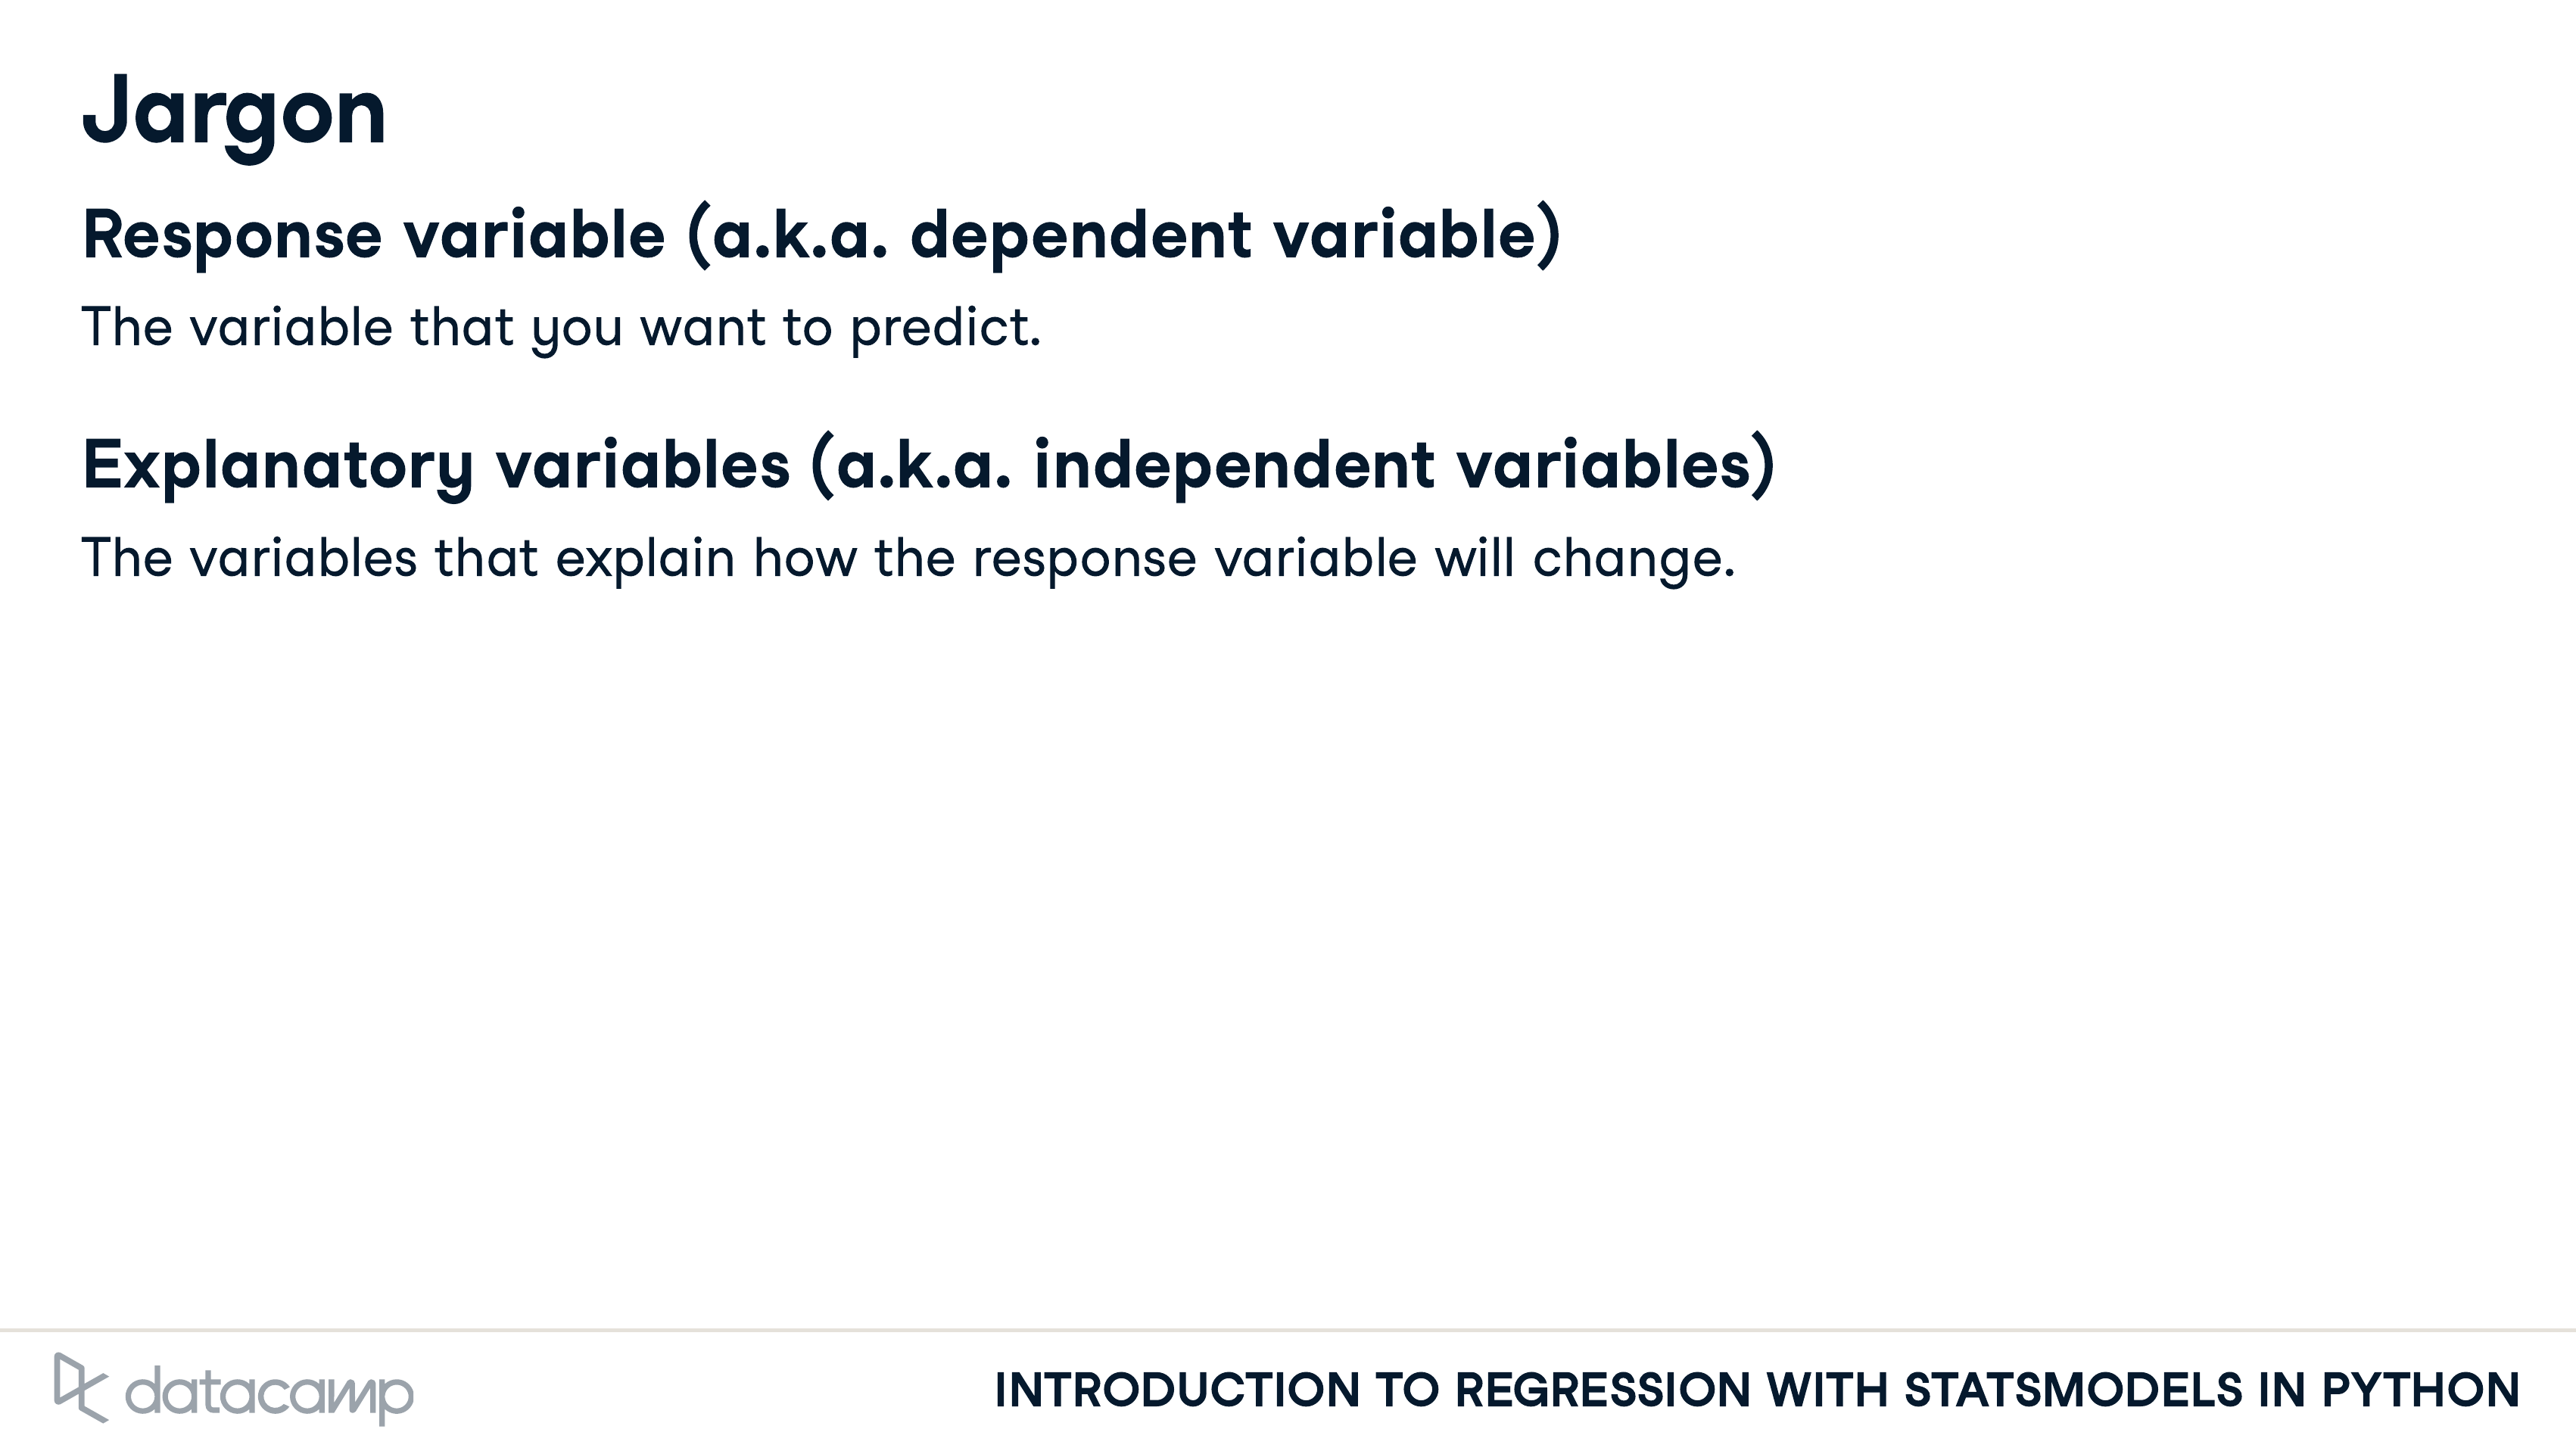 Jargon
Response variable (a.k.a. dependent variable)
The variable that you want to predict.
Explanatory variables (a.k.a. independent variables)
The variables that explain how the response variable will change.
datacamp
INTRODUCTION TO REGRESSION WITH STATSMODELS IN PYTHON